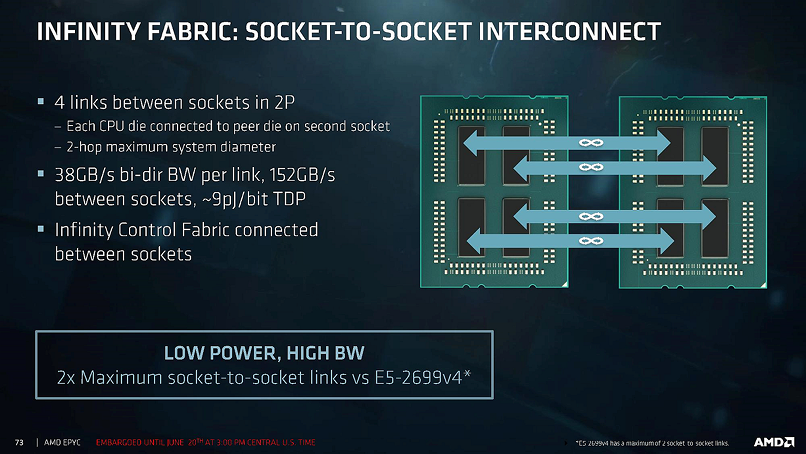 INFINITY FABRIC: SOCKET-TO-SOCKET INTERCONNECT
▪ 4 links between sockets in 2P
– Each CPU die connected to peer die on second socket
– 2-hop maximum system diameter
▪ 38GB/s bi-dir BW per link, 152GB/s
between sockets, ~9pJ/bit TDP
▪ Infinity Control Fabric connected
between sockets
LOW POWER, HIGH BW
2x Maximum socket-to-socket links vs E5-2699v4*
73 | AMD EPYC EMBARGOED UNTIL JUNE 20TH AT 3:00 PM CENTRAL U.S. TIME
*E5-2699v4 has a maximum of 2 socket to socket links.
AMD